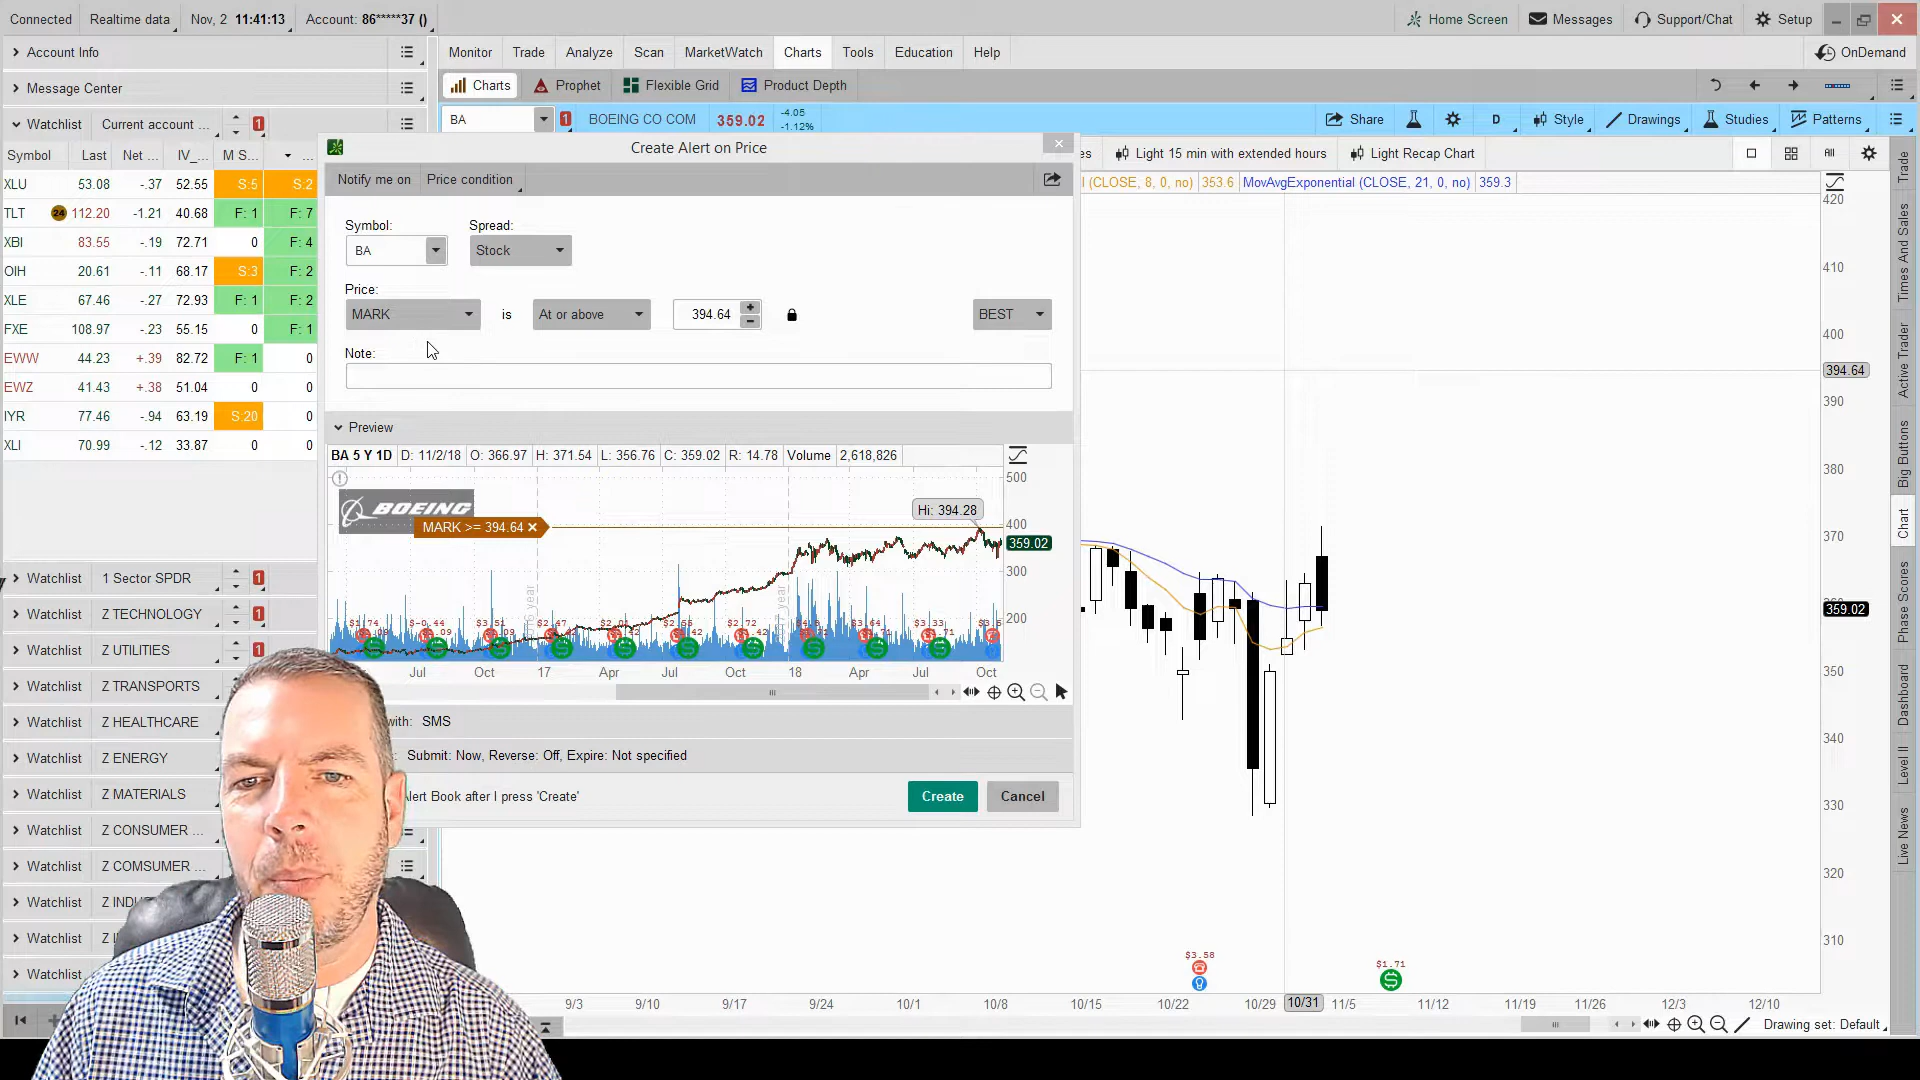 Connected Realtime data Nov, 2 11:41:13 Account: 86*****37 () Home Screen Messages Support/Chat Setup
Account Info Monitor Trade Analyze Scan MarketWatch Charts Tools Education Help OnDemand
Message Center Charts Prophet Flexible Grid Product Depth
Watchlist Current account ... 1 BA 1 BOEING CO COM 359.02 -4.05 Share D Style Drawings Studies Patterns
-1.12%
Create Alert on Price
Symbol Last Net ... IV_... M S... ... es Light 15 min with extended hours Light Recap Chart
Notify me on Price condition
l (CLOSE, 8, 0, no) 353.6 MovAvgExponential (CLOSE, 21, 0, no) 359.3
XLU 53.08 -.37 52.55 S:5 S:2
TLT 24 112.20 -1.21 40.68 F: 1 F: 7
XBI 83.55 -.19 72.71 0 F: 4
OIH 20.61 -.11 68.17 S:3 F: 2
XLE 67.46 -.27 72.93 F: 1 F: 2
FXE 108.97 -.23 55.15 0 F: 1
EWW 44.23 +.39 82.72 F: 1 0
EWZ 41.43 +.38 51.04 0 0
IYR 77.46 -.94 63.19 S:20 0
XLI 70.99 -.12 33.87 0 0
Symbol: Spread:
BA Stock
Price:
MARK is At or above 394.64 BEST
Note:
Preview
BA 5 Y 1D D: 11/2/18 O: 366.97 H: 371.54 L: 356.76 C: 359.02 R: 14.78 Volume 2,618,826
BOEING
MARK >= 394.64
Hi: 394.28
500
400
359.02
300
200
Jul Oct 17 Apr Jul Oct 18 Apr Jul Oct
with: SMS
Submit: Now, Reverse: Off, Expire: Not specified
Alert Book after I press 'Create' Create Cancel
Watchlist 1 Sector SPDR 1
Watchlist Z TECHNOLOGY 1
Watchlist Z UTILITIES 1
Watchlist Z TRANSPORTS
Watchlist Z HEALTHCARE
Watchlist Z ENERGY
Watchlist Z MATERIALS
Watchlist Z CONSUMER ...
Watchlist Z COMSUMER ...
Watchlist Z INDU
Watchlist Z I
Watchlist
420
410
400
394.64
390
380
370
359.02
350
340
330
320
310
$3.58 $1.71
9/3 9/10 9/17 9/24 10/1 10/8 10/15 10/22 10/29 10/31 11/5 11/12 11/19 11/26 12/3 12/10
Drawing set: Default
Trade
Times And Sales
Active Trader
Big Buttons
Chart
Phase Scores
Dashboard
Level II
Live News